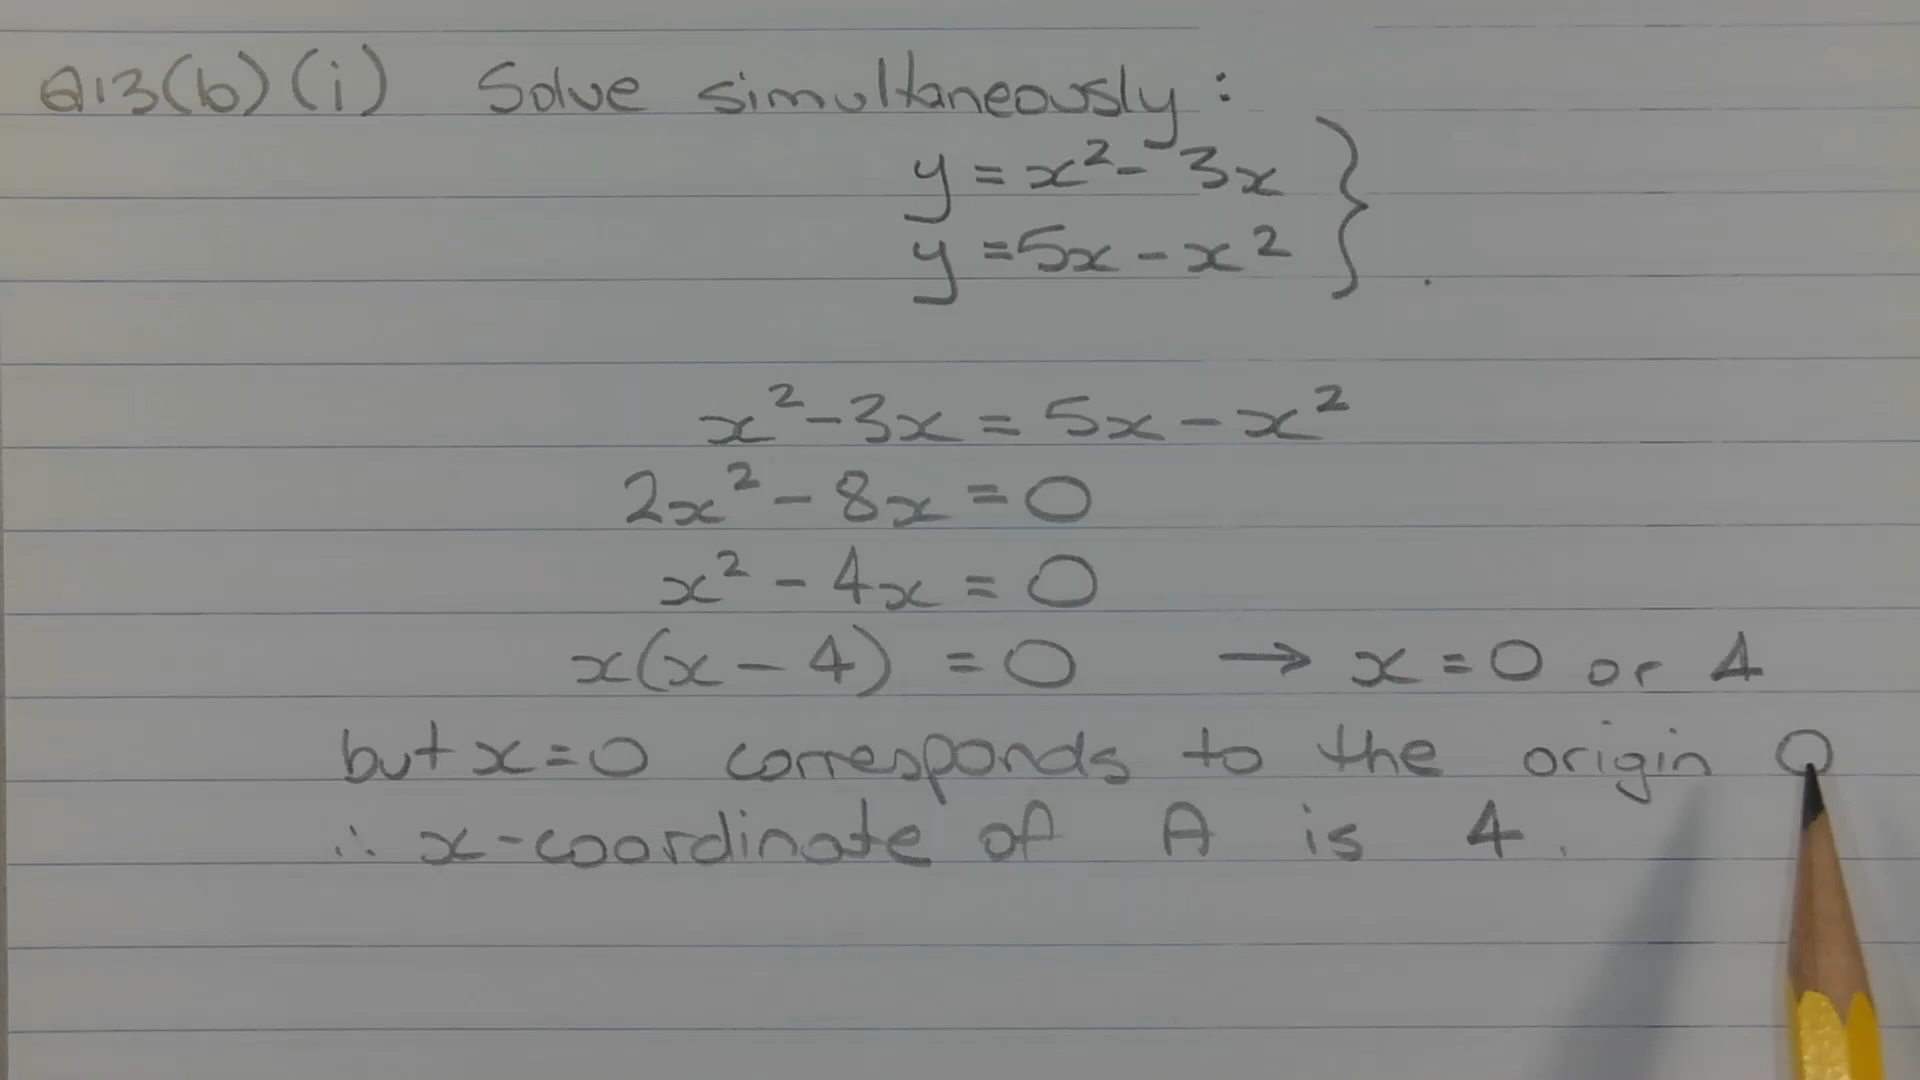 Q13(b)(i) Solve simultaneously:
y = x² - 3x
y = 5x - x²
x² - 3x = 5x - x²
2x² - 8x = 0
x² - 4x = 0
x(x - 4) = 0 → x = 0 or 4
but x = 0 corresponds to the origin O
∴ x-coordinate of A is 4.